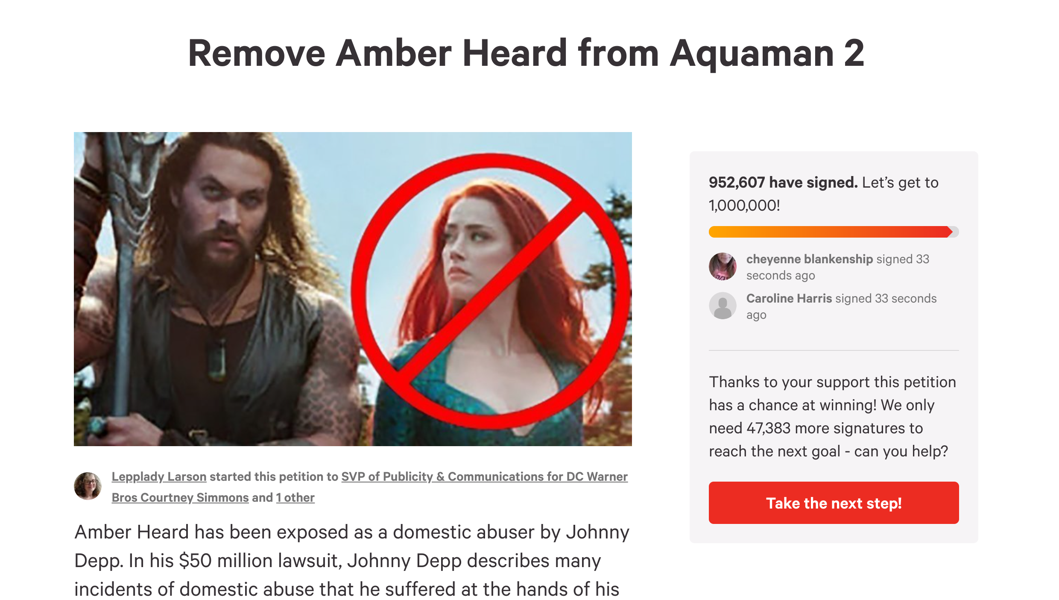 Remove Amber Heard from Aquaman 2
952,607 have signed. Let’s get to
1,000,000!
cheyenne blankenship signed 33
seconds ago
Caroline Harris signed 33 seconds
ago
Thanks to your support this petition
has a chance at winning! We only
need 47,383 more signatures to
reach the next goal - can you help?
Take the next step!
Lepplady Larson started this petition to SVP of Publicity & Communications for DC Warner
Bros Courtney Simmons and 1 other
Amber Heard has been exposed as a domestic abuser by Johnny
Depp. In his $50 million lawsuit, Johnny Depp describes many
incidents of domestic abuse that he suffered at the hands of his